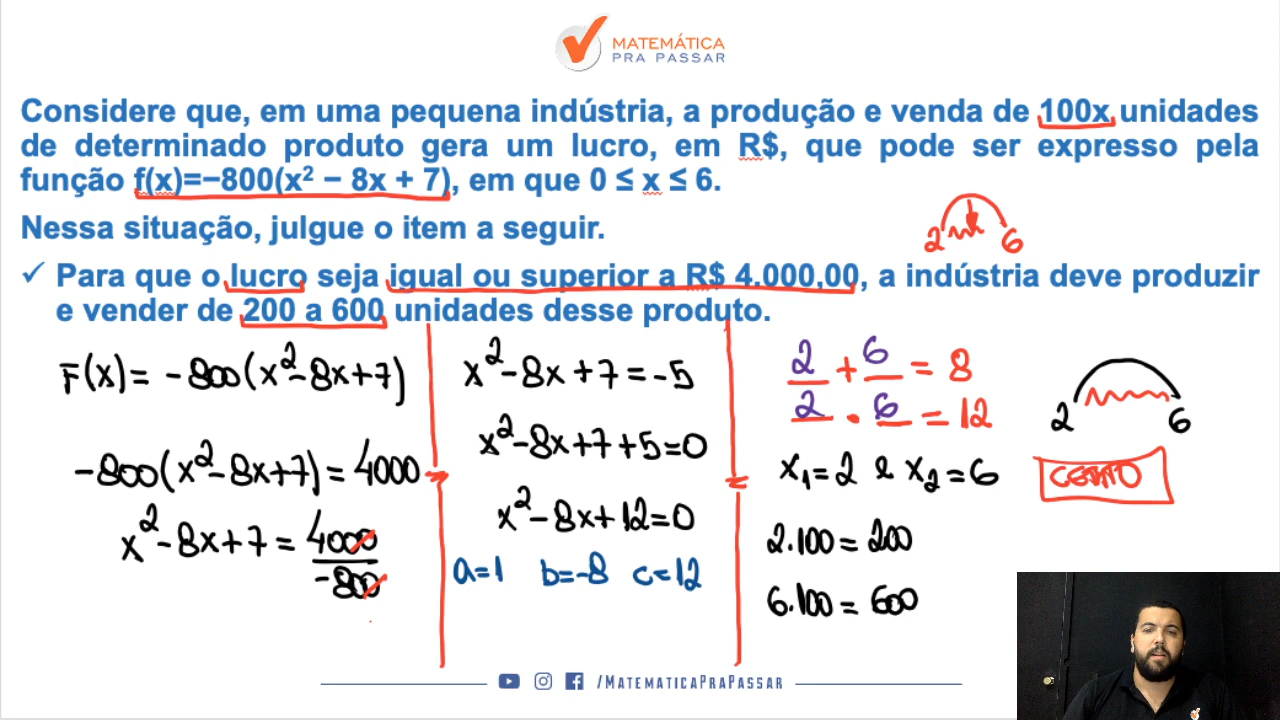 MATEMÁTICA
PRA PASSAR
Considere que, em uma pequena indústria, a produção e venda de 100x unidades
de determinado produto gera um lucro, em R$, que pode ser expresso pela
função f(x)=−800(x² − 8x + 7), em que 0 ≤ x ≤ 6.
Nessa situação, julgue o item a seguir.
2 6
✓ Para que o lucro seja igual ou superior a R$ 4.000,00, a indústria deve produzir
e vender de 200 a 600 unidades desse produto.
F(x) = -800(x²-8x+7)
-800(x²-8x+7) = 4000
x²-8x+7 = 4000
-800
x²-8x+7=-5
x²-8x+7+5=0
x²-8x+12=0
a=1 b=-8 c=12
2 + 6 = 8
2 . 6 = 12
x₁=2 e x₂=6
2.100 = 200
6.100 = 600
2 6
CERTO
/MatematicaPraPassar